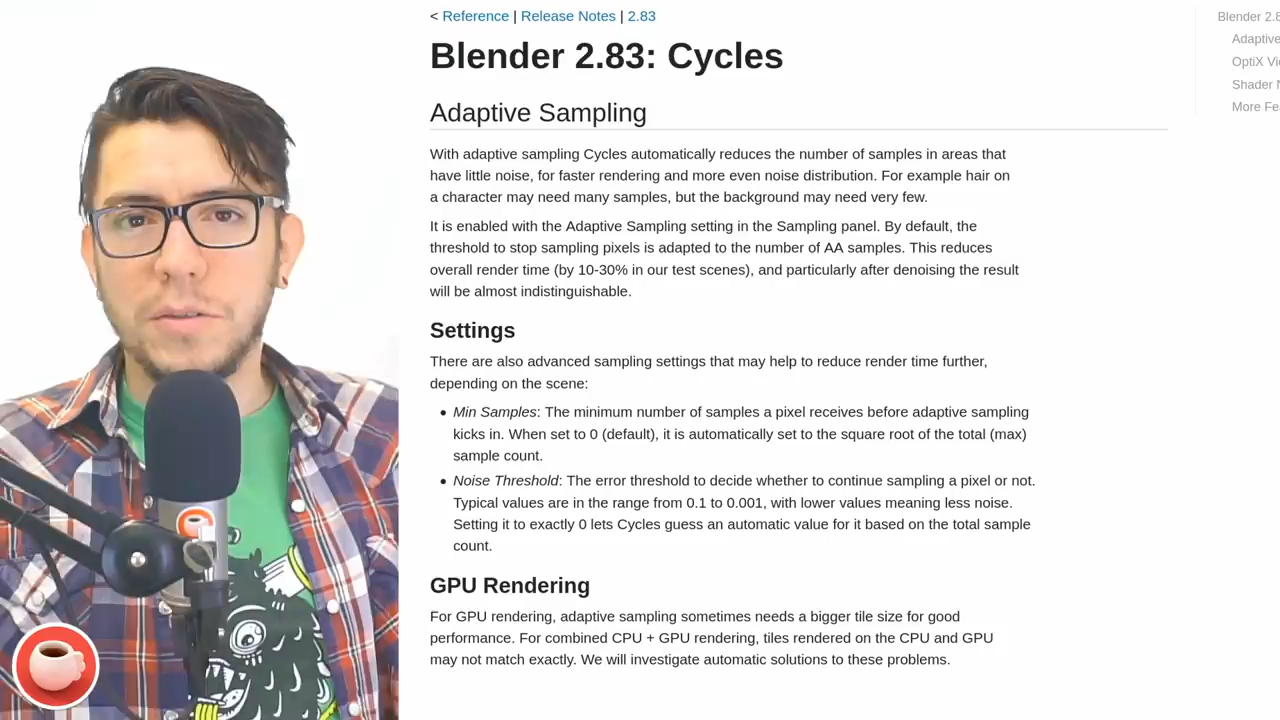 < Reference | Release Notes | 2.83
Blender 2.83: Cycles
Adaptive Sampling
With adaptive sampling Cycles automatically reduces the number of samples in areas that
have little noise, for faster rendering and more even noise distribution. For example hair on
a character may need many samples, but the background may need very few.
It is enabled with the Adaptive Sampling setting in the Sampling panel. By default, the
threshold to stop sampling pixels is adapted to the number of AA samples. This reduces
overall render time (by 10-30% in our test scenes), and particularly after denoising the result
will be almost indistinguishable.
Settings
There are also advanced sampling settings that may help to reduce render time further,
depending on the scene:
• Min Samples: The minimum number of samples a pixel receives before adaptive sampling
kicks in. When set to 0 (default), it is automatically set to the square root of the total (max)
sample count.
• Noise Threshold: The error threshold to decide whether to continue sampling a pixel or not.
Typical values are in the range from 0.1 to 0.001, with lower values meaning less noise.
Setting it to exactly 0 lets Cycles guess an automatic value for it based on the total sample
count.
GPU Rendering
For GPU rendering, adaptive sampling sometimes needs a bigger tile size for good
performance. For combined CPU + GPU rendering, tiles rendered on the CPU and GPU
may not match exactly. We will investigate automatic solutions to these problems.
Blender 2.8
Adaptive
OptiX Vi
Shader N
More Fe